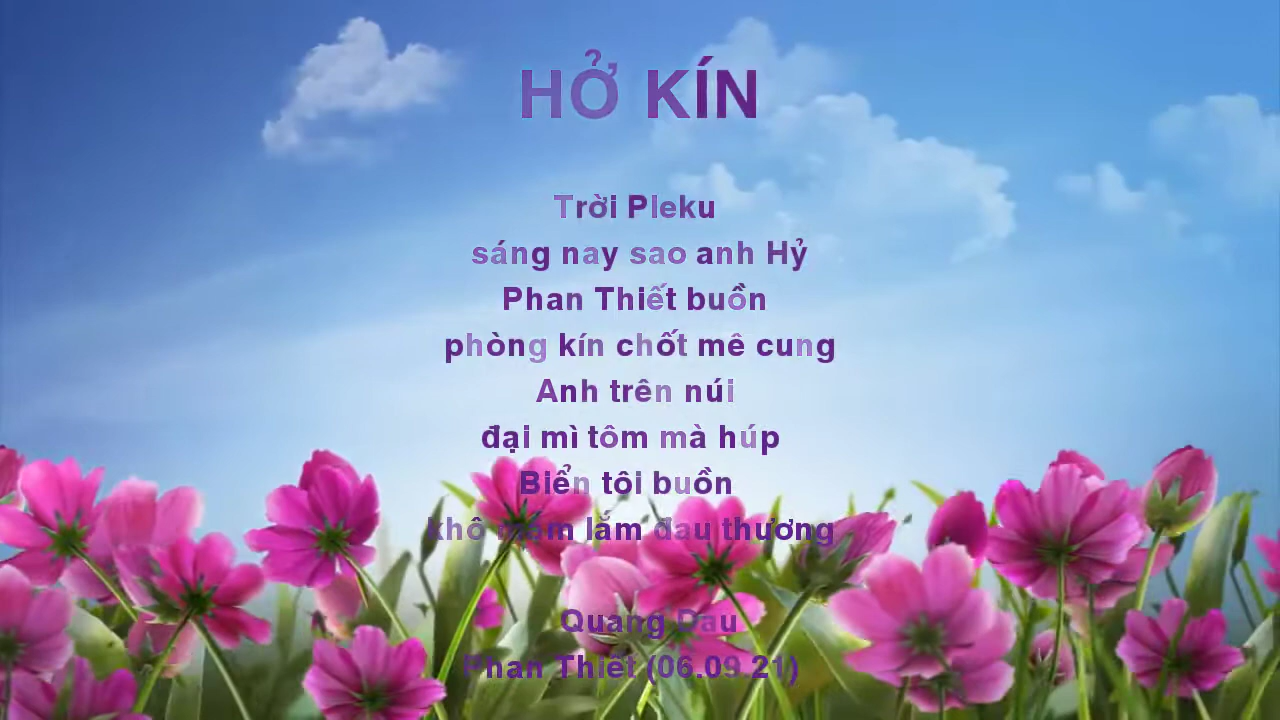 HỞ KÍN
Trời Pleku
sáng nay sao anh Hỷ
Phan Thiết buồn
phòng kín chốt mê cung
Anh trên núi
đại mì tôm mà húp
Biển tôi buồn
khô mồm lắm đau thương
Quang Dau
Phan Thiết (06.09.21)